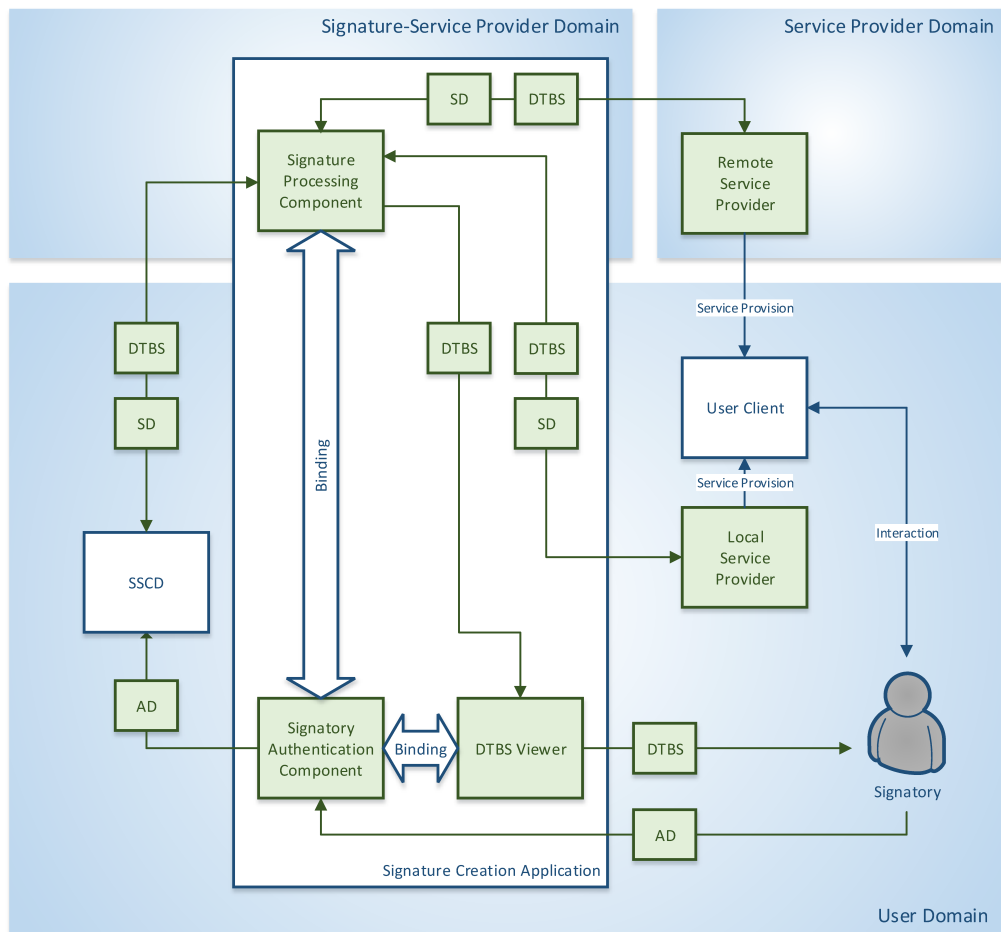 Signature-Service Provider Domain
Service Provider Domain
SD
DTBS
Signature
Processing
Component
Remote
Service
Provider
Service Provision
DTBS
SD
DTBS
DTBS
SD
User Client
Binding
Service Provision
Local
Service
Provider
Interaction
SSCD
AD
Signatory
Authentication
Component
Binding
DTBS Viewer
DTBS
Signatory
AD
Signature Creation Application
User Domain